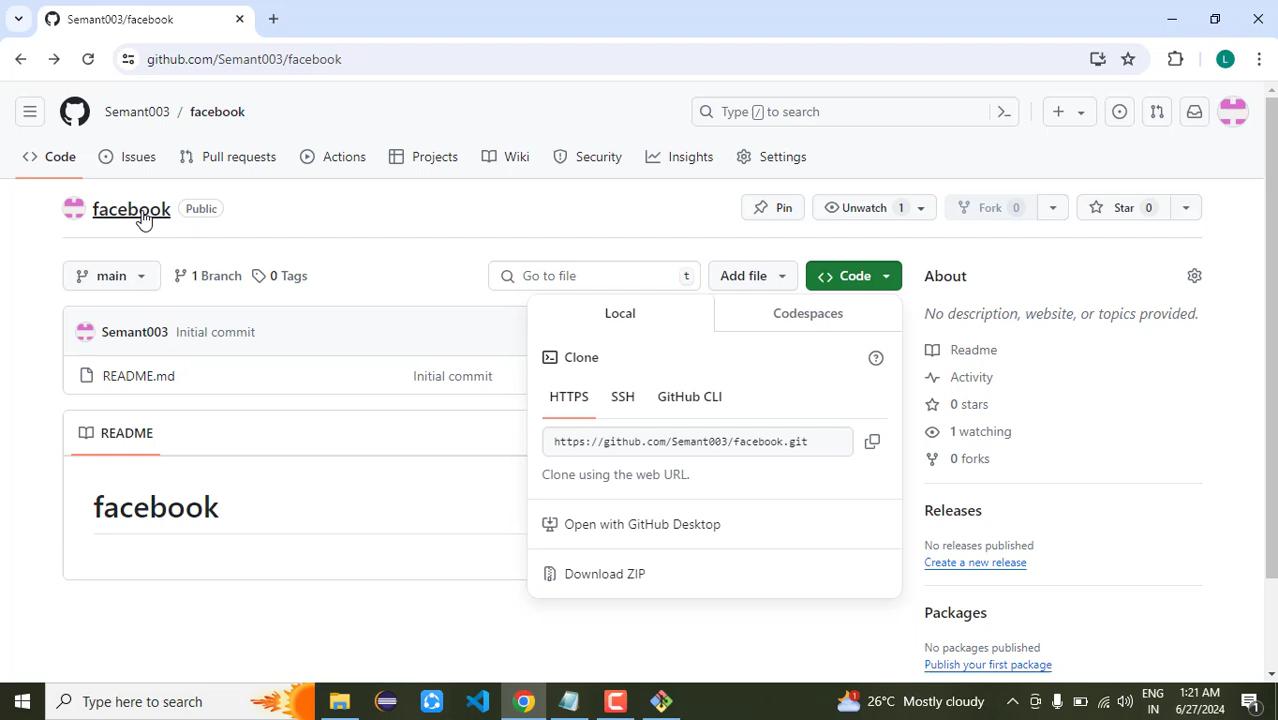 Semant003/facebook
github.com/Semant003/facebook
L
Semant003 / facebook
Type / to search
Code
Issues
Pull requests
Actions
Projects
Wiki
Security
Insights
Settings
facebook
Public
Pin
Unwatch 1
Fork 0
Star 0
main
1 Branch
0 Tags
Go to file
t
Add file
Code
About
No description, website, or topics provided.
Readme
Activity
0 stars
1 watching
0 forks
Releases
No releases published
Create a new release
Packages
No packages published
Publish your first package
Semant003 Initial commit
README.md
Initial commit
README
facebook
Local
Codespaces
Clone
HTTPS
SSH
GitHub CLI
https://github.com/Semant003/facebook.git
Clone using the web URL.
Open with GitHub Desktop
Download ZIP
Type here to search
26°C Mostly cloudy
ENG
IN
1:21 AM
6/27/2024
1